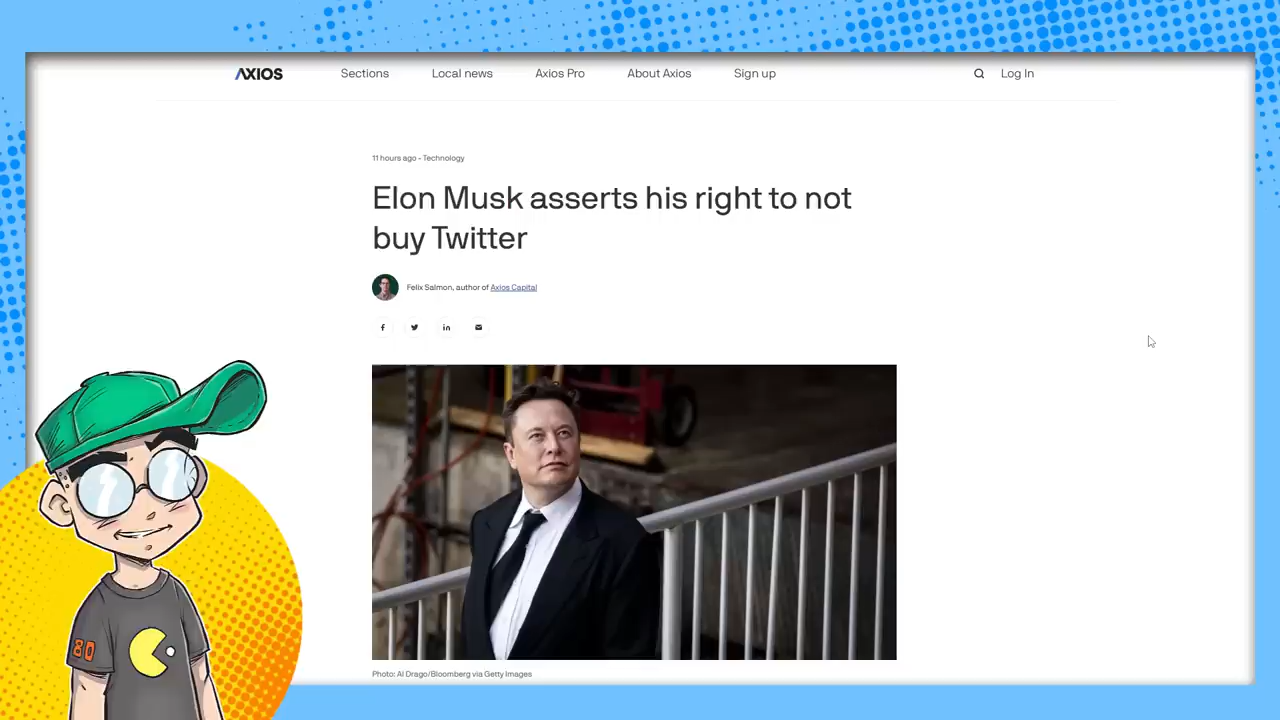 AXIOS Sections Local news Axios Pro About Axios Sign up Log In
11 hours ago - Technology
Elon Musk asserts his right to not
buy Twitter
Felix Salmon, author of Axios Capital
Photo: Al Drago/Bloomberg via Getty Images
80